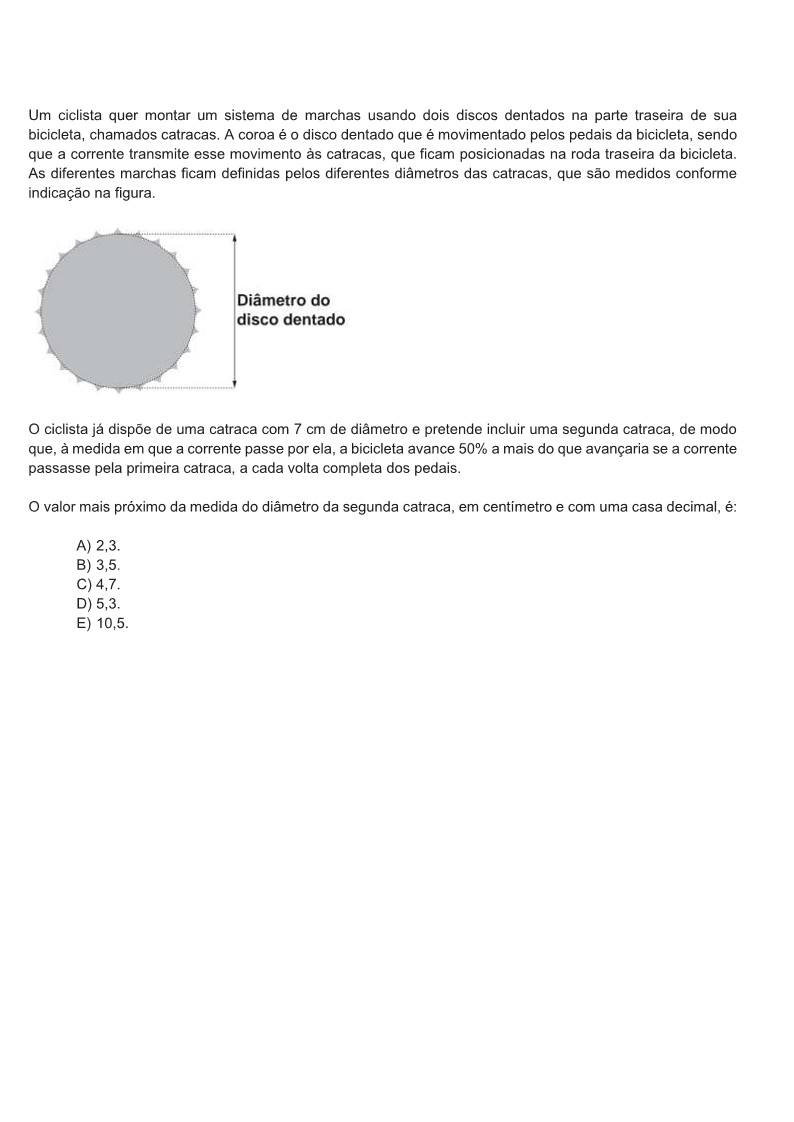 Um ciclista quer montar um sistema de marchas usando dois discos dentados na parte traseira de sua
bicicleta, chamados catracas. A coroa é o disco dentado que é movimentado pelos pedais da bicicleta, sendo
que a corrente transmite esse movimento às catracas, que ficam posicionadas na roda traseira da bicicleta.
As diferentes marchas ficam definidas pelos diferentes diâmetros das catracas, que são medidos conforme
indicação na figura.
Diâmetro do
disco dentado
O ciclista já dispõe de uma catraca com 7 cm de diâmetro e pretende incluir uma segunda catraca, de modo
que, à medida em que a corrente passe por ela, a bicicleta avance 50% a mais do que avançaria se a corrente
passasse pela primeira catraca, a cada volta completa dos pedais.
O valor mais próximo da medida do diâmetro da segunda catraca, em centímetro e com uma casa decimal, é:
A) 2,3.
B) 3,5.
C) 4,7.
D) 5,3.
E) 10,5.